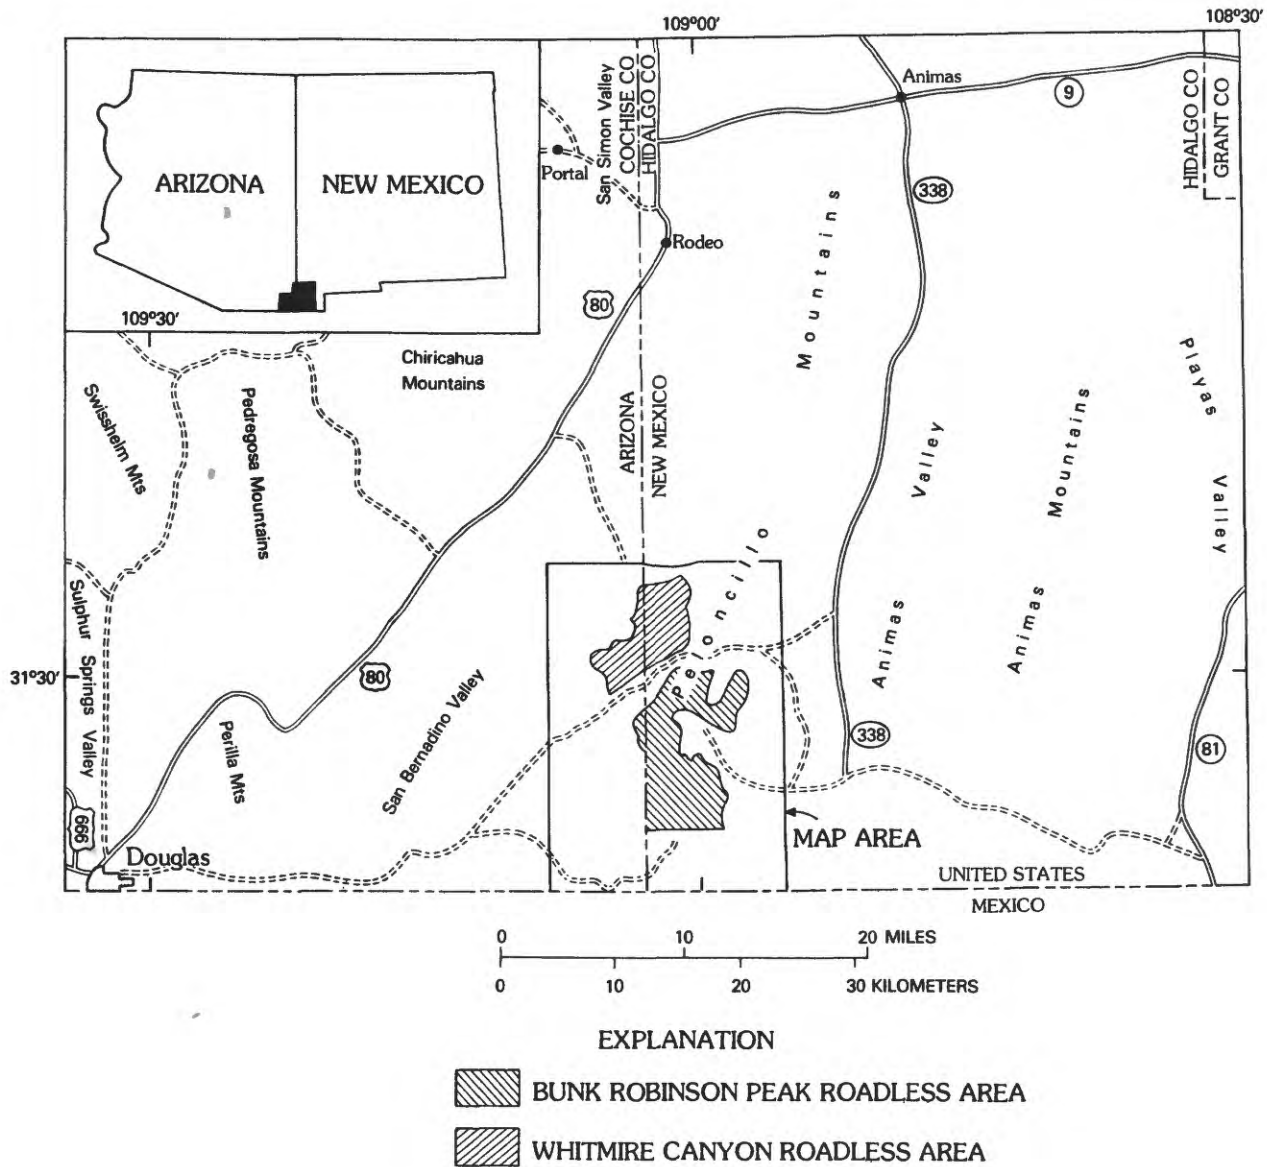 109°00'
108°30'
ARIZONA
NEW MEXICO
109°30'
Portal
San Simon Valley
COCHISE CO
HIDALGO CO
Animas
9
HIDALGO CO
GRANT CO
338
Rodeo
80
Mountains
Chiricahua
Mountains
Swisshelm Mts
Pedregosa Mountains
ARIZONA
NEW MEXICO
Playas
Valley
Animas
Valley
Animas
Mountains
Peloncillo
Sulphur Springs Valley
31°30'
80
Perilla Mts
San Bernadino Valley
338
81
666
Douglas
MAP AREA
UNITED STATES
MEXICO
0 10 20 MILES
0 10 20 30 KILOMETERS
EXPLANATION
BUNK ROBINSON PEAK ROADLESS AREA
WHITMIRE CANYON ROADLESS AREA